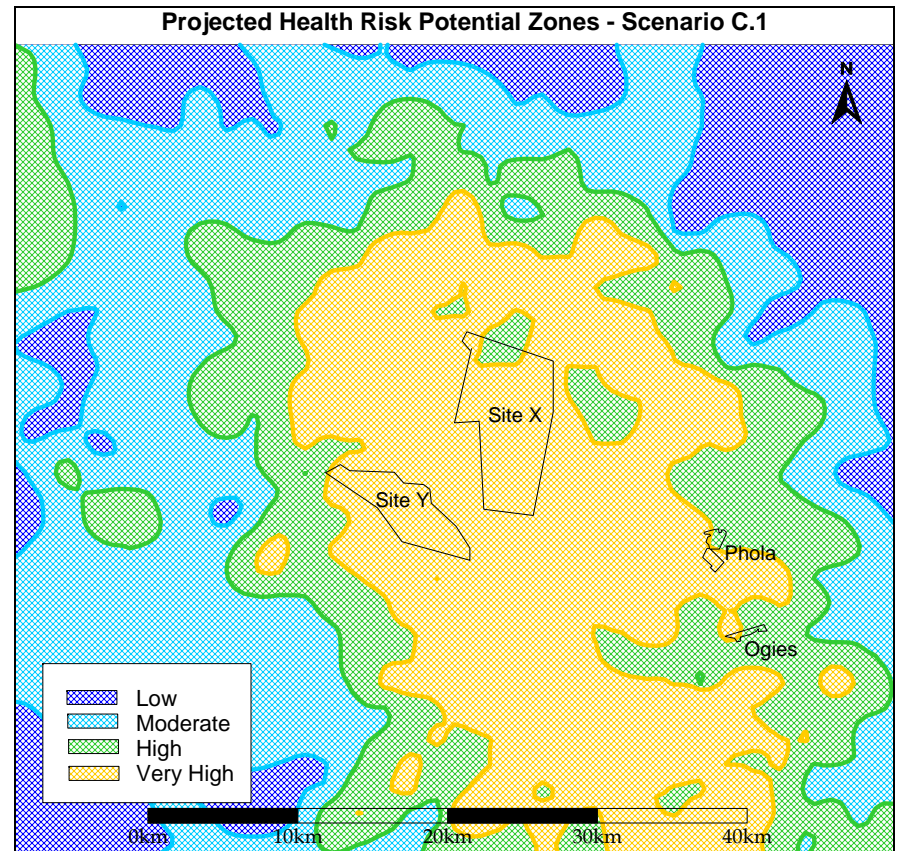 Projected Health Risk Potential Zones - Scenario C.1
N
Site X
Site Y
Phola
Ogies
Low
Moderate
High
Very High
0km 10km 20km 30km 40km